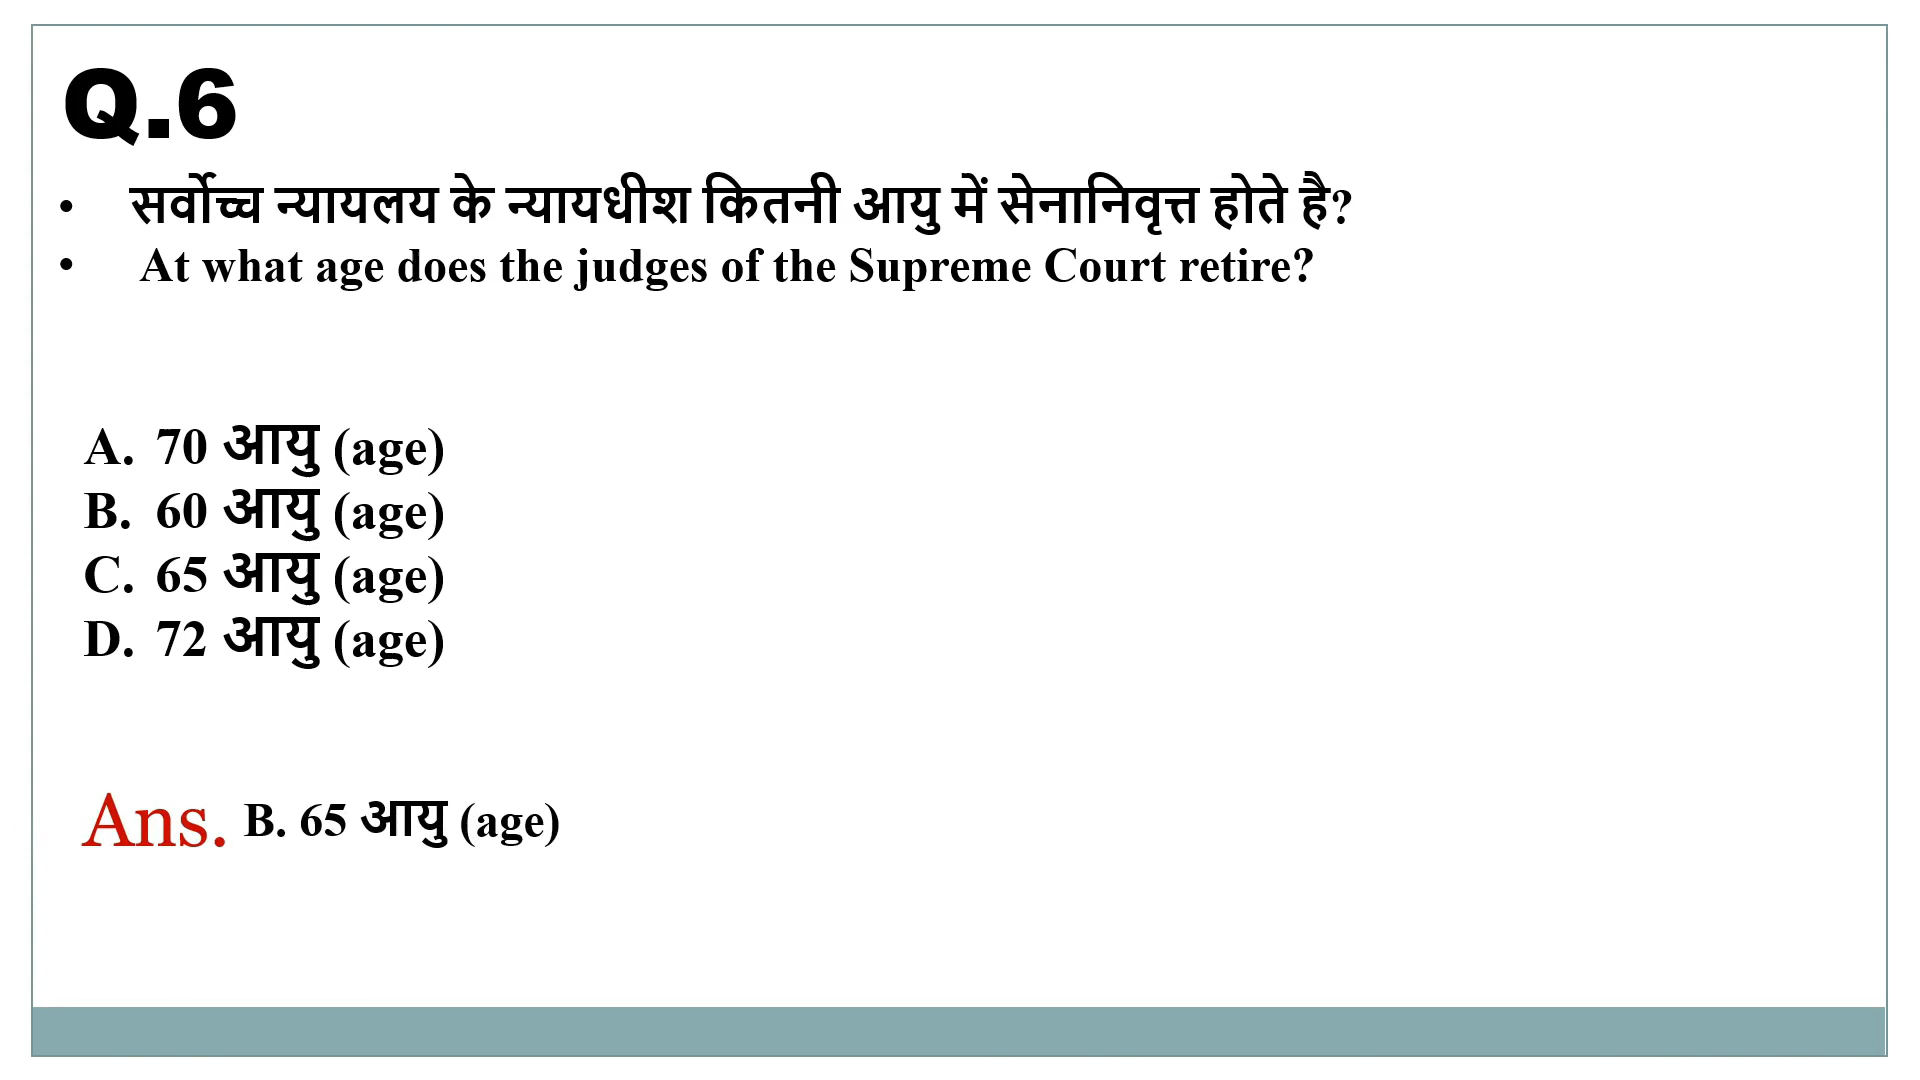 Q.6
• सर्वोच्च न्यायलय के न्यायधीश कितनी आयु में सेनानिवृत्त होते है?
• At what age does the judges of the Supreme Court retire?
A. 70 आयु (age)
B. 60 आयु (age)
C. 65 आयु (age)
D. 72 आयु (age)
Ans. B. 65 आयु (age)